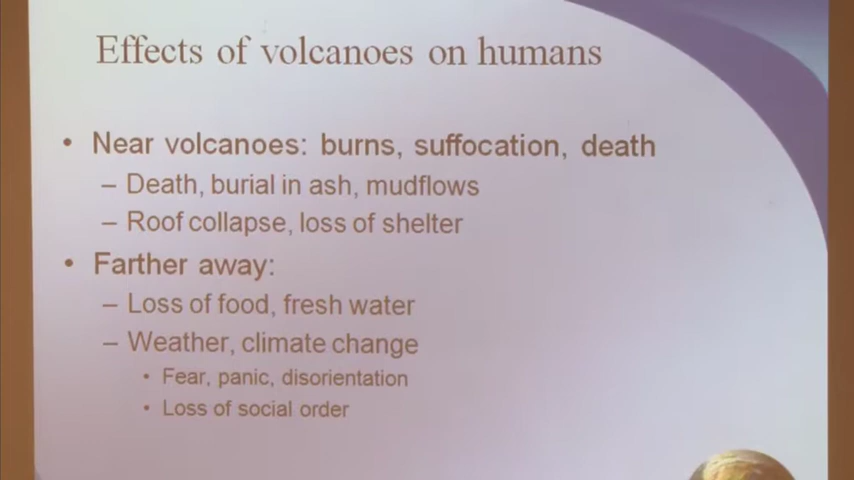 Effects of volcanoes on humans
• Near volcanoes: burns, suffocation, death
– Death, burial in ash, mudflows
– Roof collapse, loss of shelter
• Farther away:
– Loss of food, fresh water
– Weather, climate change
• Fear, panic, disorientation
• Loss of social order